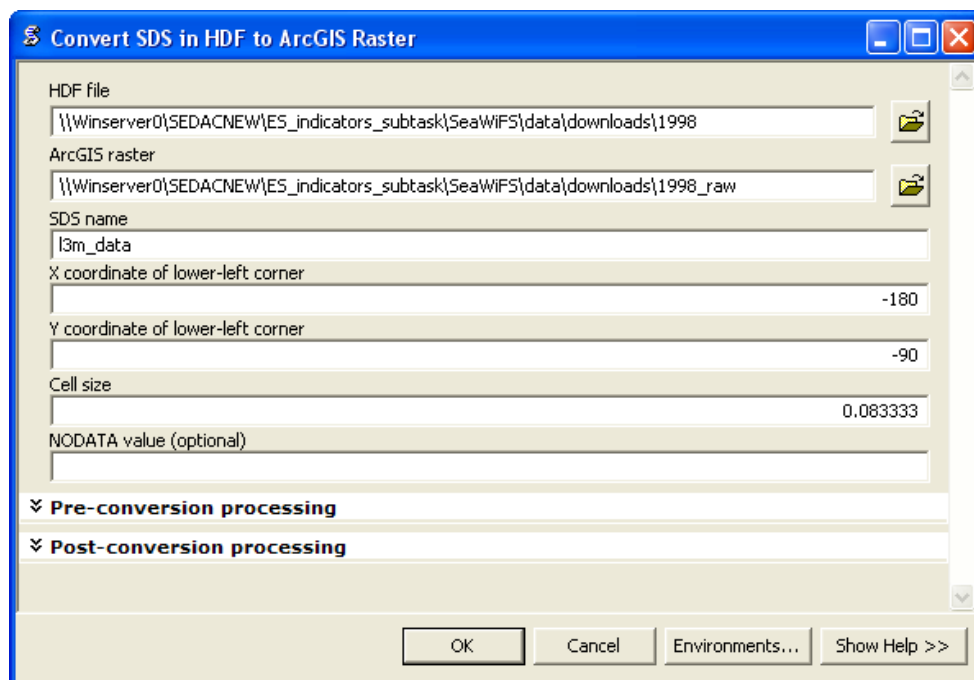 Convert SDS in HDF to ArcGIS Raster
HDF file
\\Winserver0\SEDACNEW\ES_indicators_subtask\SeaWiFS\data\downloads\1998
ArcGIS raster
\\Winserver0\SEDACNEW\ES_indicators_subtask\SeaWiFS\data\downloads\1998_raw
SDS name
l3m_data
X coordinate of lower-left corner
-180
Y coordinate of lower-left corner
-90
Cell size
0.083333
NODATA value (optional)
Pre-conversion processing
Post-conversion processing
OK Cancel Environments... Show Help >>